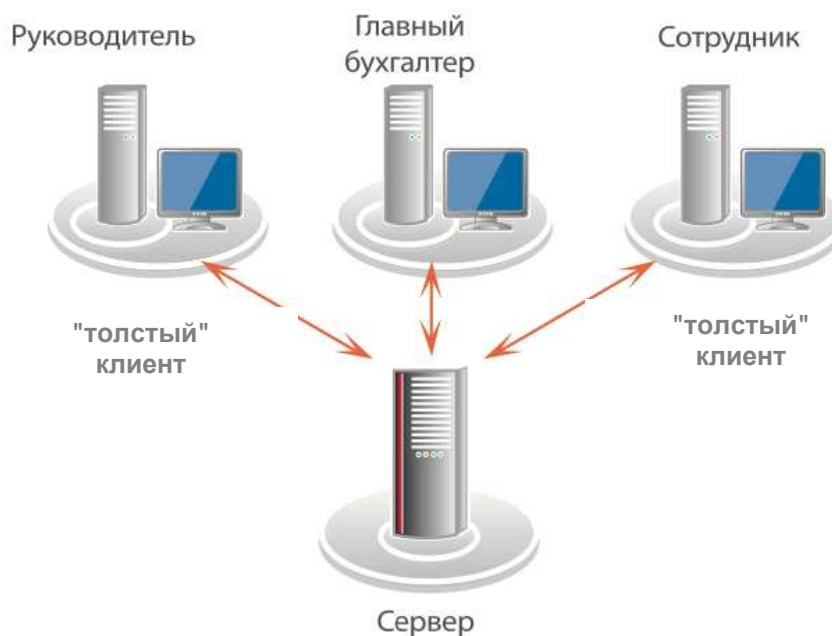 Руководитель
Главный
бухгалтер
Сотрудник
"толстый"
клиент
"толстый"
клиент
Сервер